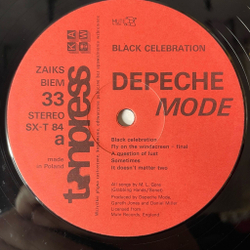 BLACK CELEBRATION
ZAIKS
BIEM
33
STEREO
SX-T 84
a
made
in Poland
tonpress
DEPECHE
MODE
Black celebration
Fly on the windscreen - final
A question of lust
Sometimes
It doesn't matter two